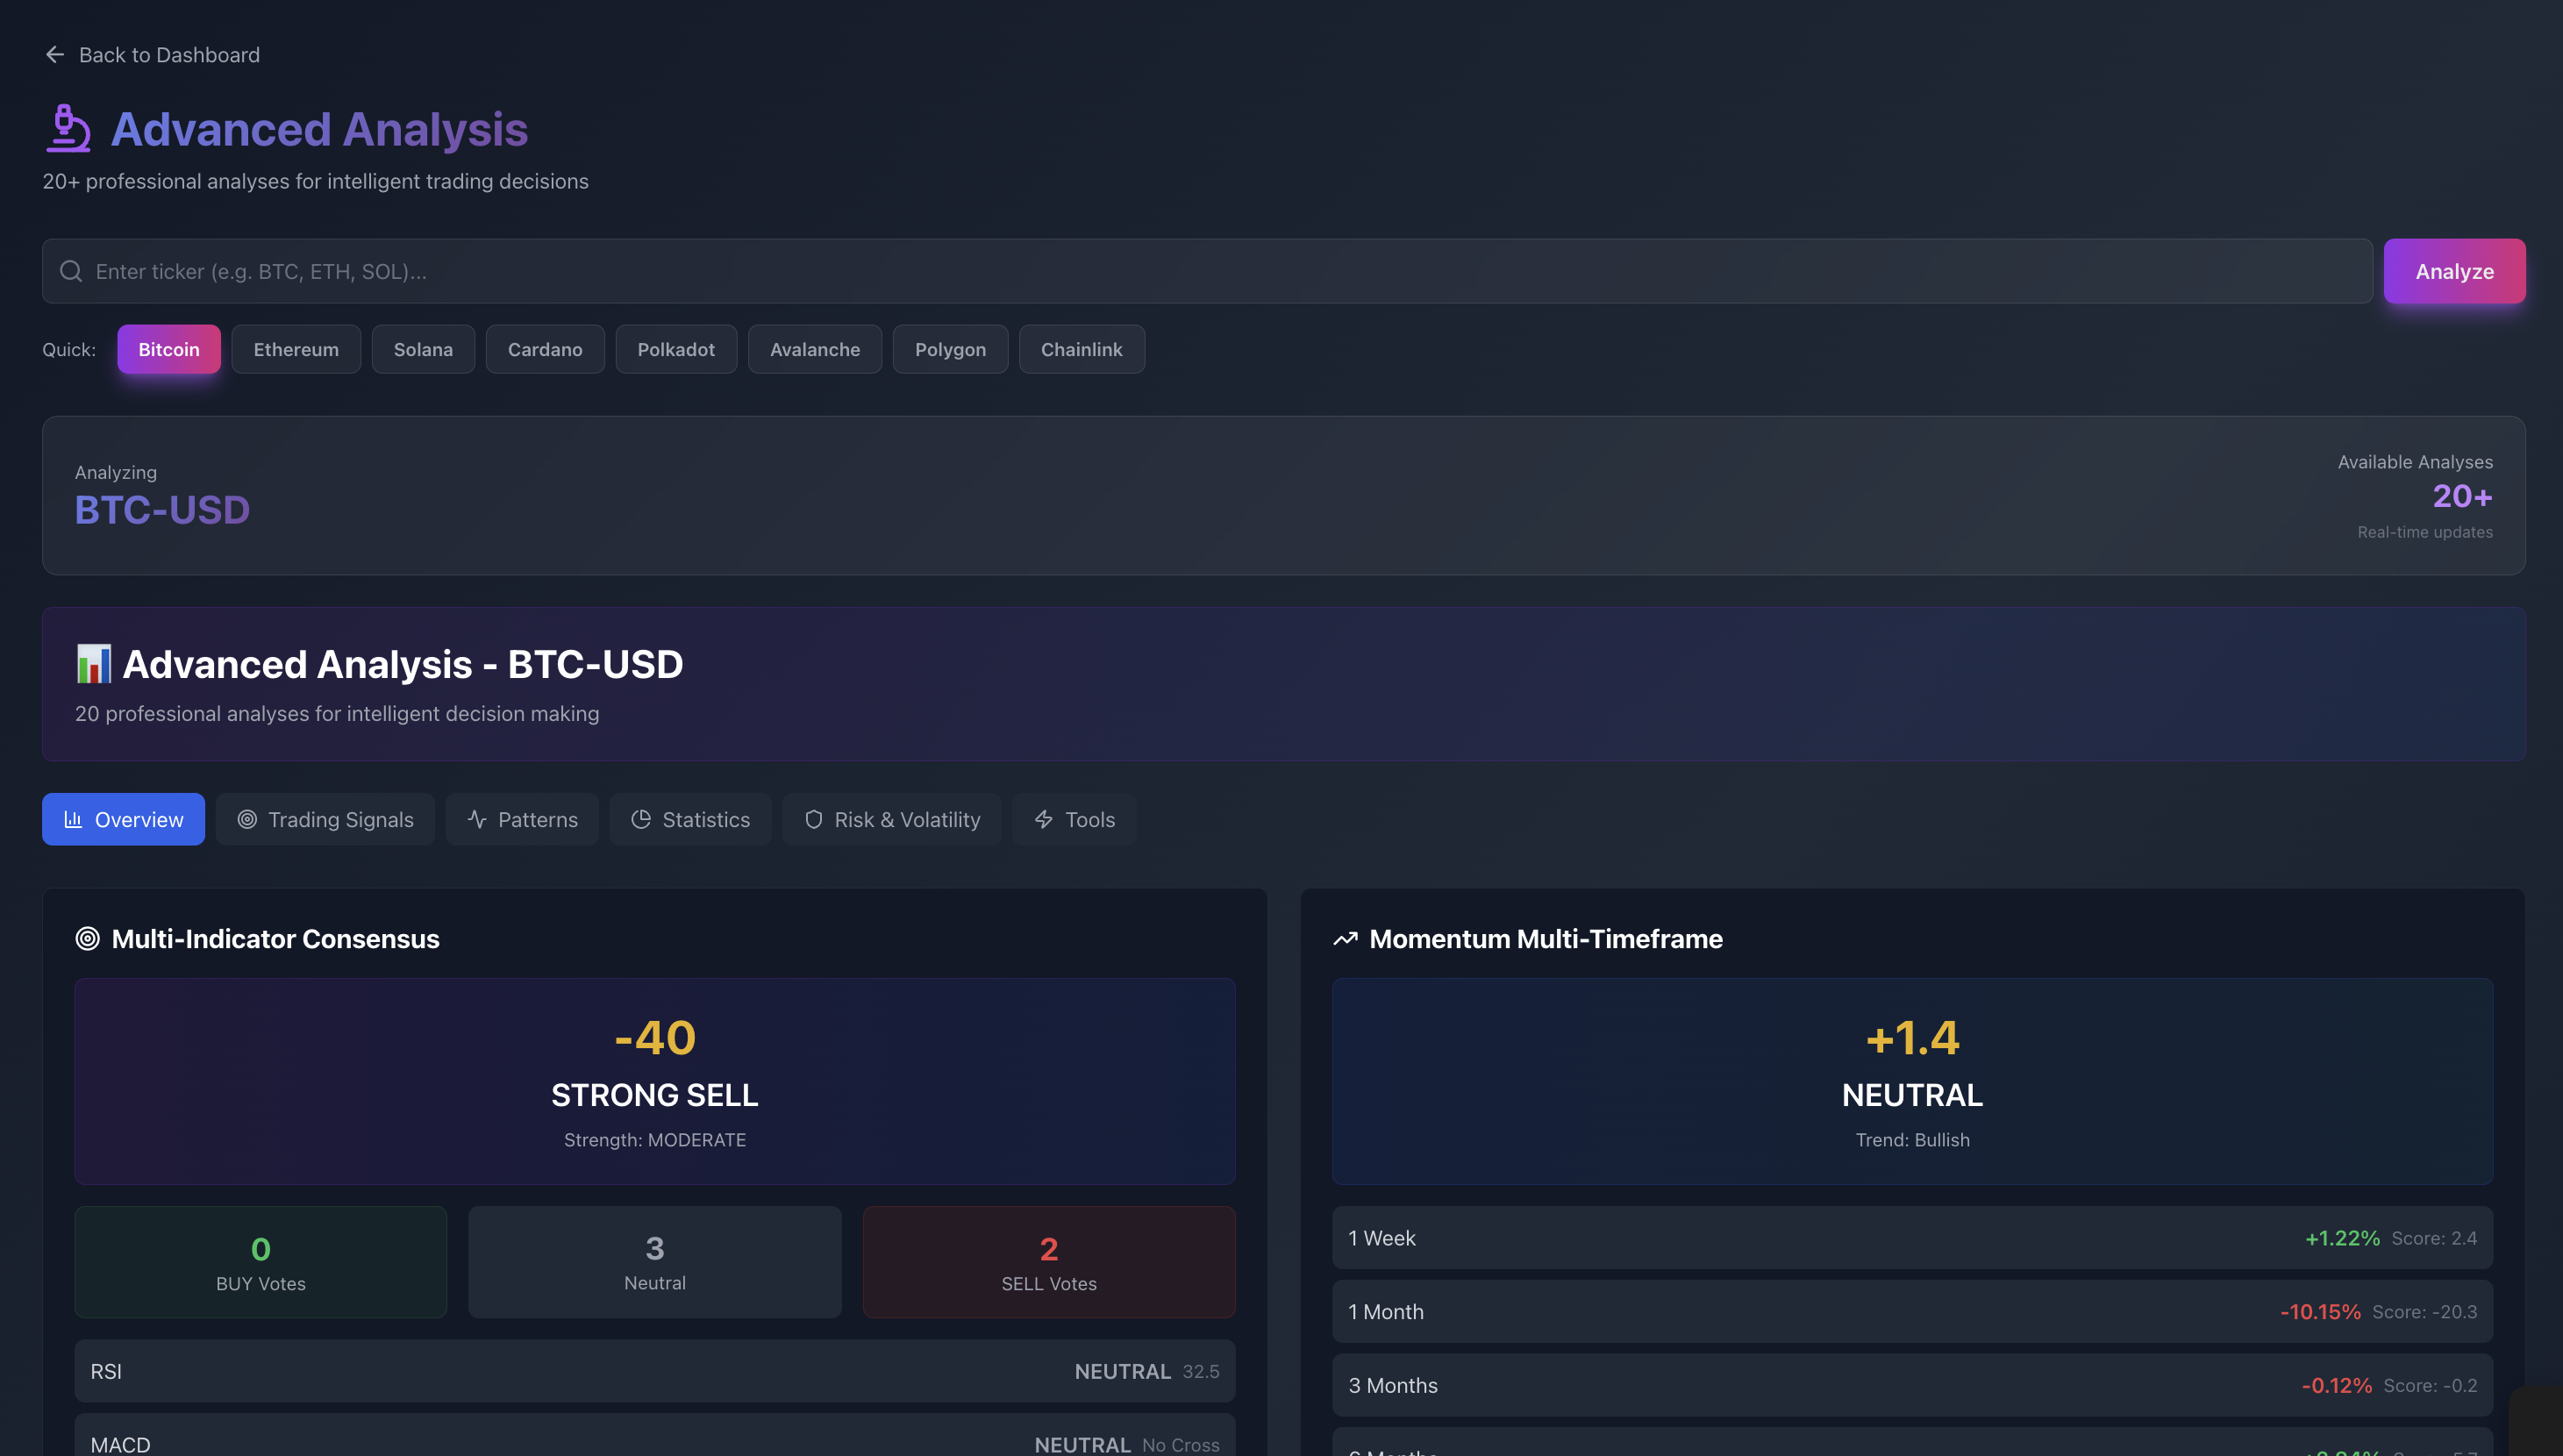 Back to Dashboard
Advanced Analysis
20+ professional analyses for intelligent trading decisions
Enter ticker (e.g. BTC, ETH, SOL)...
Analyze
Quick:
Bitcoin
Ethereum
Solana
Cardano
Polkadot
Avalanche
Polygon
Chainlink
Analyzing
BTC-USD
Available Analyses
20+
Real-time updates
Advanced Analysis - BTC-USD
20 professional analyses for intelligent decision making
Overview
Trading Signals
Patterns
Statistics
Risk & Volatility
Tools
Multi-Indicator Consensus
-40
STRONG SELL
Strength: MODERATE
0
BUY Votes
3
Neutral
2
SELL Votes
RSI NEUTRAL 32.5
MACD NEUTRAL No Cross
Momentum Multi-Timeframe
+1.4
NEUTRAL
Trend: Bullish
1 Week +1.22% Score: 2.4
1 Month -10.15% Score: -20.3
3 Months -0.12% Score: -0.2